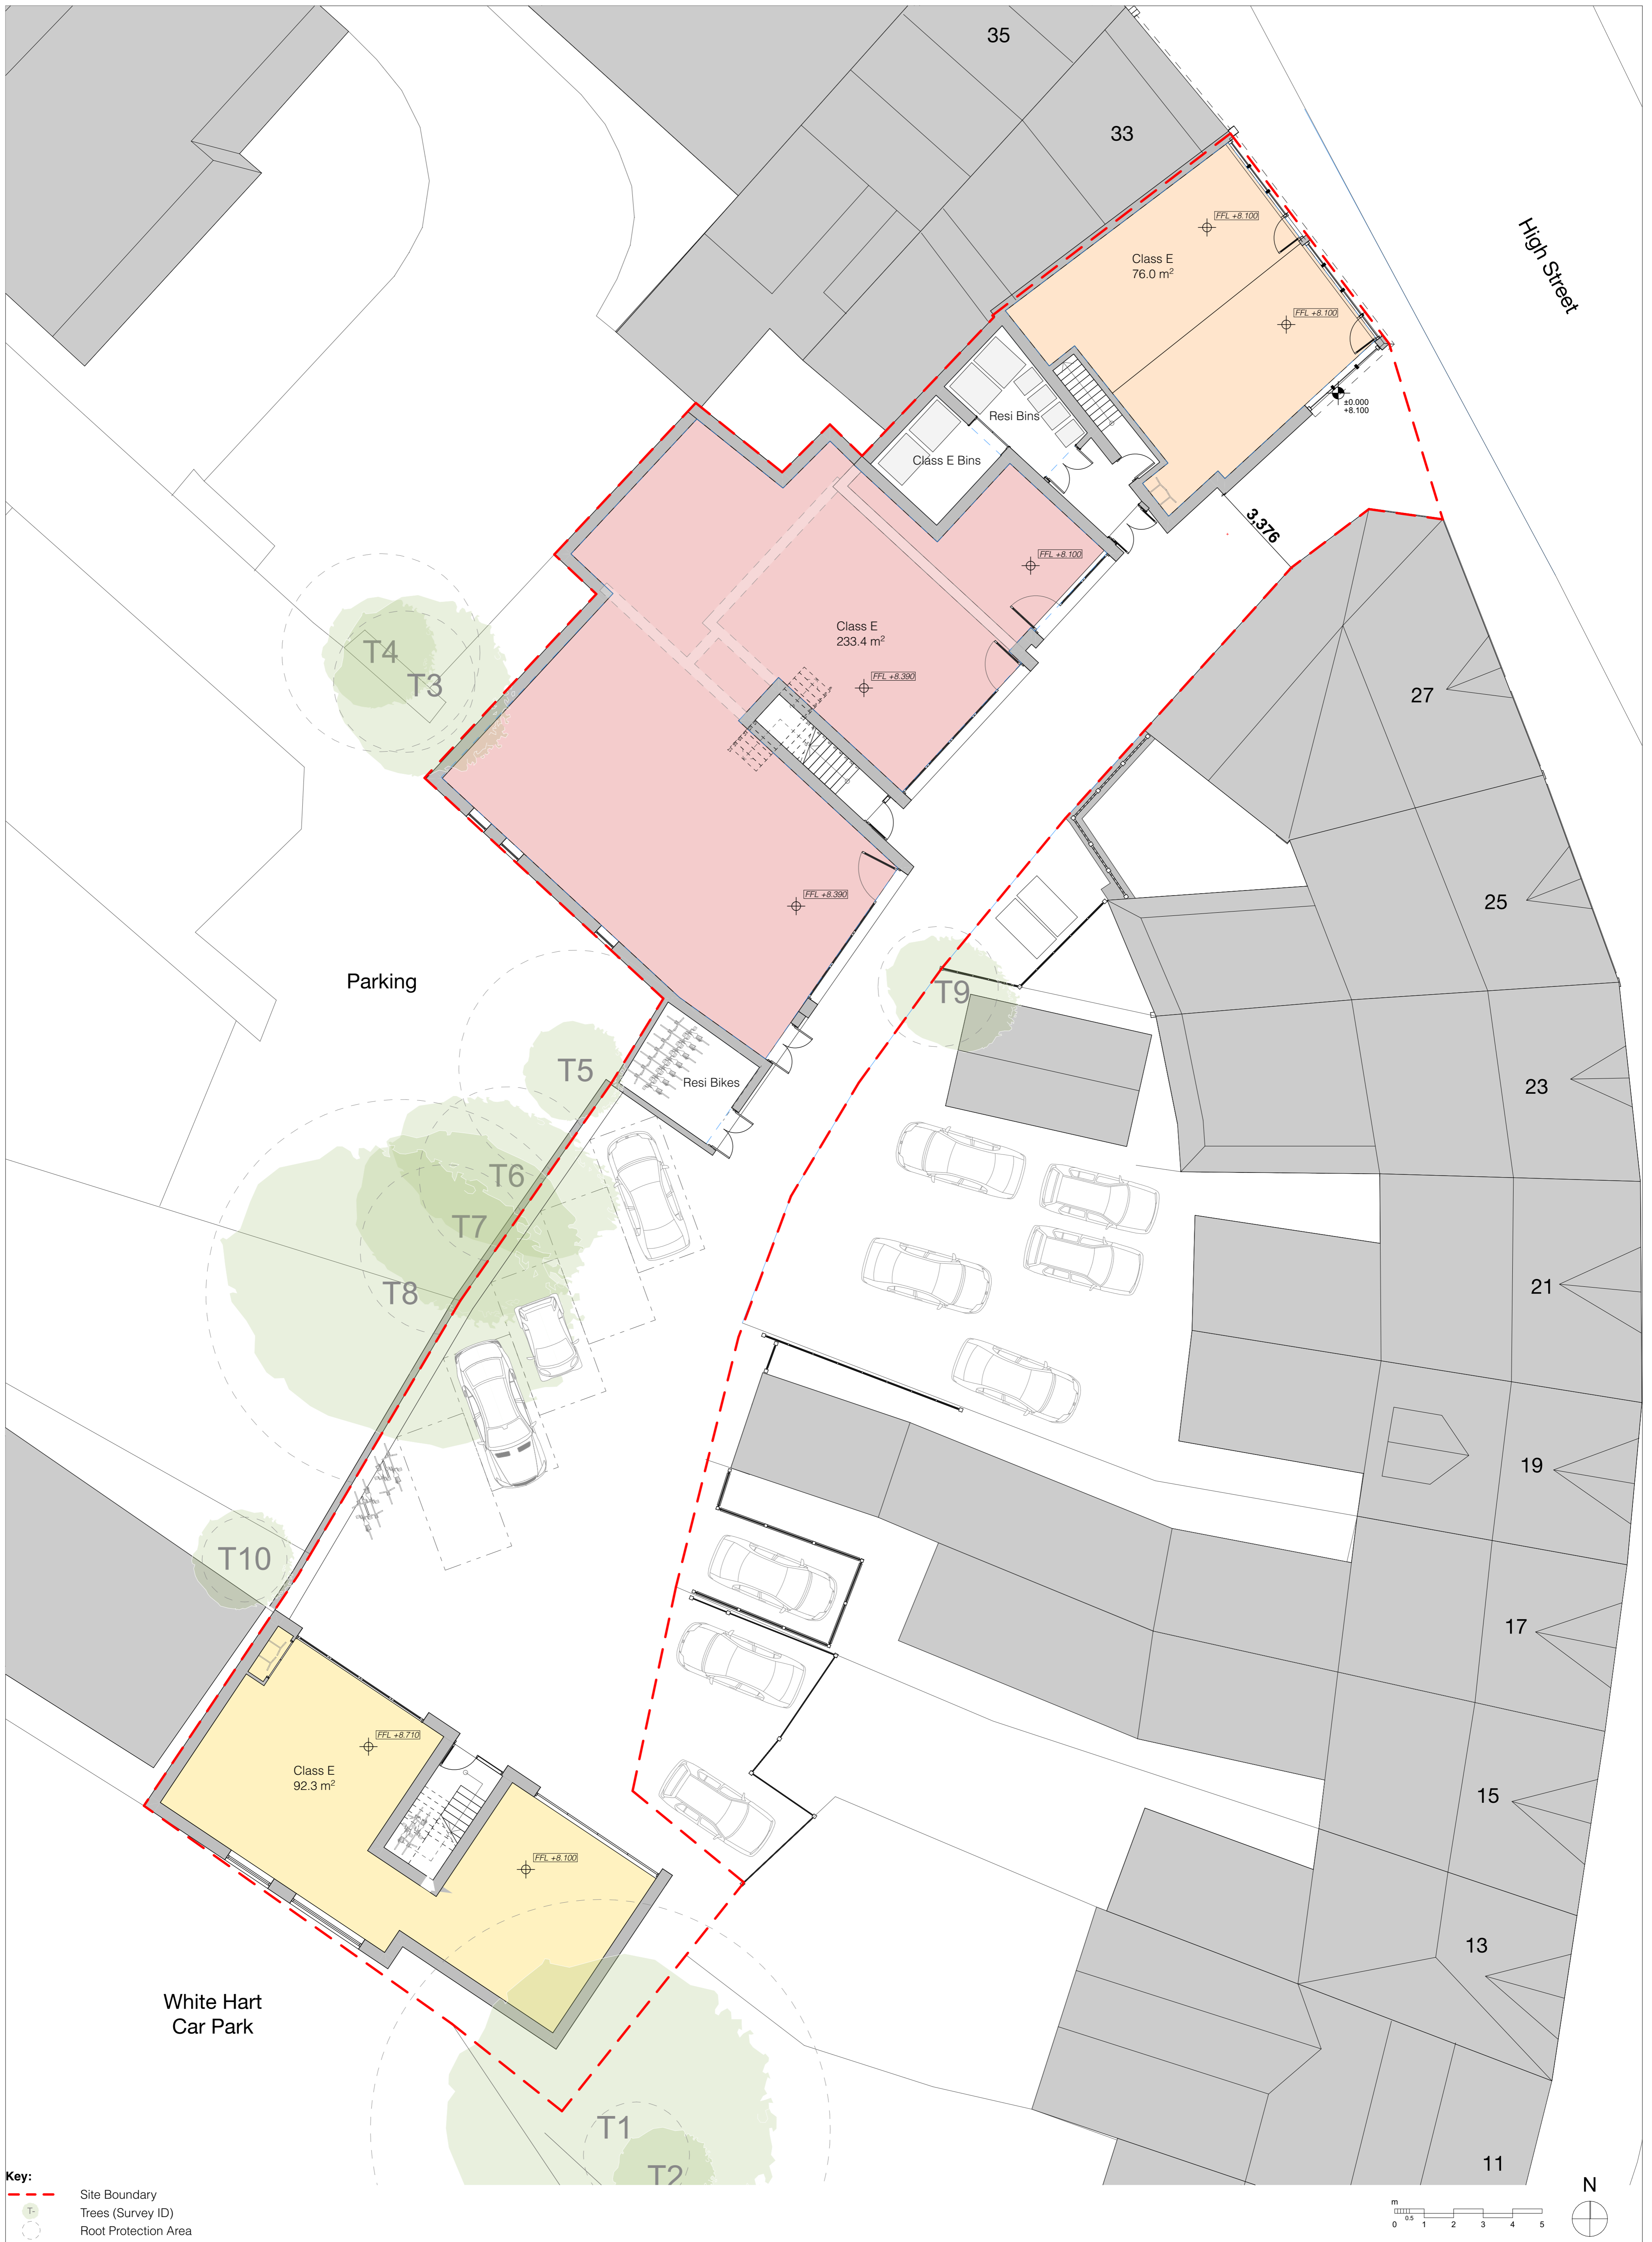 35
33
High Street
FFL +8.100
Class E
76.0 m²
FFL +8.100
±0.000
+8.100
Resi Bins
Class E Bins
3,376
FFL +8.100
Class E
233.4 m²
FFL +8.390
T4
T3
27
FFL +8.390
25
Parking
T9
T5
Resi Bikes
23
T6
T7
T8
21
19
T10
17
FFL +8.710
Class E
92.3 m²
15
FFL +8.100
13
White Hart
Car Park
T1
T2
11
Key:
Site Boundary
T-
Trees (Survey ID)
Root Protection Area
m
0 0.5 1 2 3 4 5
N